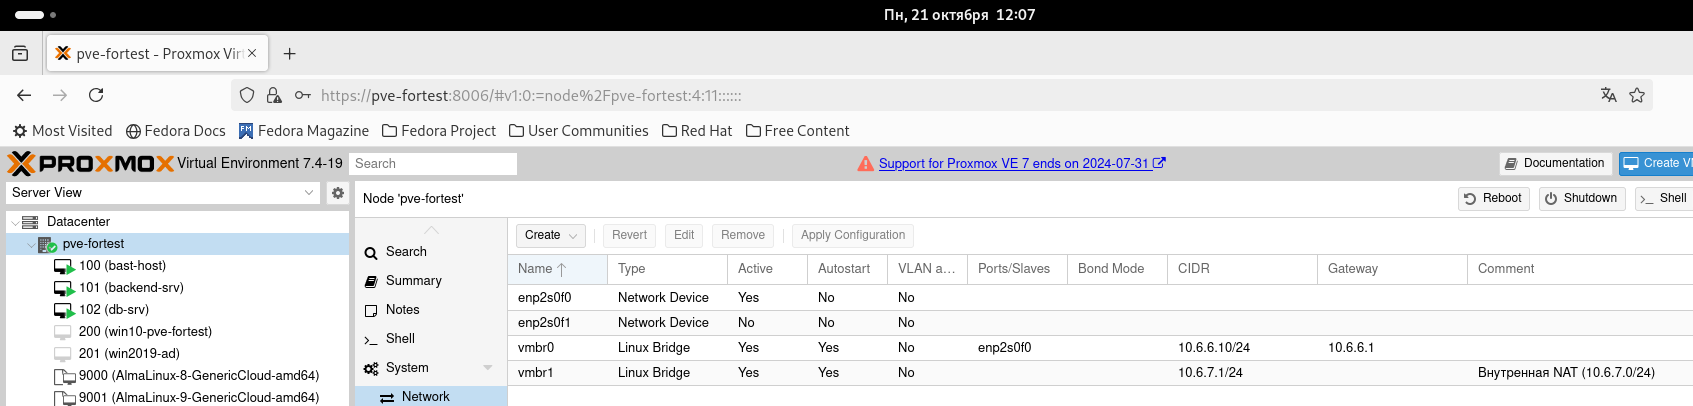 Пн, 21 октября 12:07
pve-fortest - Proxmox Virt
https://pve-fortest:8006/#v1:0:=node%2Fpve-fortest:4:11::::::
Most Visited Fedora Docs Fedora Magazine Fedora Project User Communities Red Hat Free Content
PROXMOX Virtual Environment 7.4-19 Search Support for Proxmox VE 7 ends on 2024-07-31 Documentation Create V
Server View Node 'pve-fortest' Reboot Shutdown Shell
Datacenter
pve-fortest
100 (bast-host)
101 (backend-srv)
102 (db-srv)
200 (win10-pve-fortest)
201 (win2019-ad)
9000 (AlmaLinux-8-GenericCloud-amd64)
9001 (AlmaLinux-9-GenericCloud-amd64)
Search
Summary
Notes
Shell
System
Network
Create Revert Edit Remove Apply Configuration
Name Type Active Autostart VLAN a... Ports/Slaves Bond Mode CIDR Gateway Comment
enp2s0f0 Network Device Yes No No
enp2s0f1 Network Device No No No
vmbr0 Linux Bridge Yes Yes No enp2s0f0 10.6.6.10/24 10.6.6.1
vmbr1 Linux Bridge Yes Yes No 10.6.7.1/24 Внутренная NAT (10.6.7.0/24)